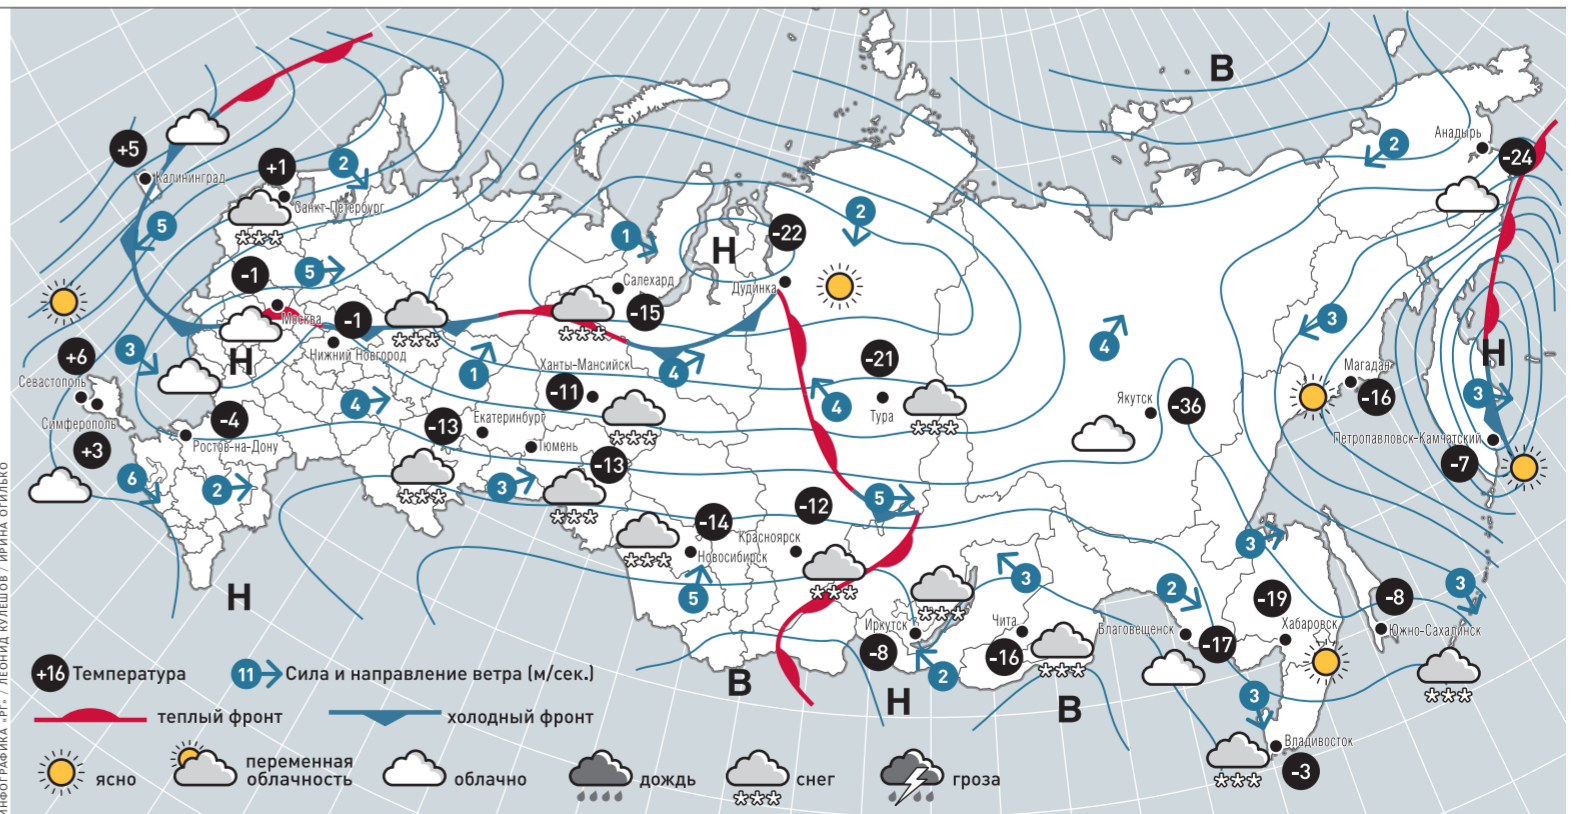 В
Анадырь
-24
2
+5
Калининград
+1
2
Санкт-Петербург
5
-1
5
Москва
-1
Нижний Новгород
Н
1
Н
-22
2
Салехард
-15
Дудинка
3
+6
Севастополь
Симферополь
+3
-4
Ростов-на-Дону
4
1
Ханты-Мансийск
-11
4
-21
Тура
4
4
3
Магадан
-16
Н
3
Якутск
-36
Петропавловск-Камчатский
-7
-13
Екатеринбург
Тюмень
-13
6
2
3
-14
Новосибирск
-12
Красноярск
5
5
3
3
2
3
-19
Хабаровск
-8
Южно-Сахалинск
Иркутск
-8
2
Чита
-16
Благовещенск
-17
3
Владивосток
-3
Н
В
Н
В
+16 Температура
11 Сила и направление ветра (м/сек.)
теплый фронт
холодный фронт
ясно
переменная
облачность
облачно
дождь
снег
гроза
ИНФОГРАФИКА «РГ» / ЛЕОНИД КУЛЕШОВ / ИРИНА ОГИЛЬКО